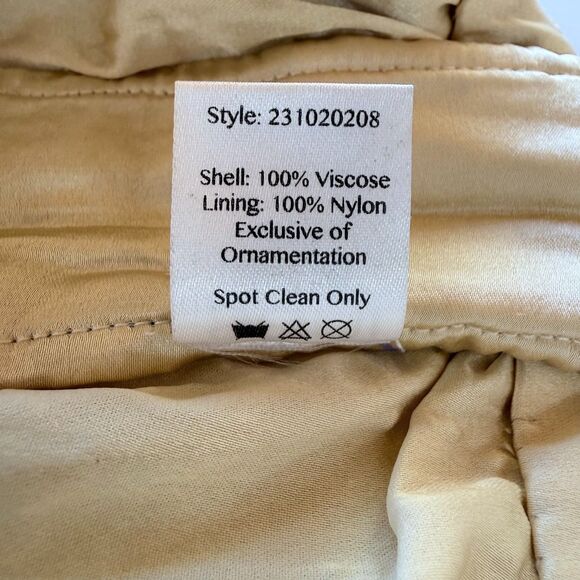 Style: 231020208
Shell: 100% Viscose
Lining: 100% Nylon
Exclusive of
Ornamentation
Spot Clean Only